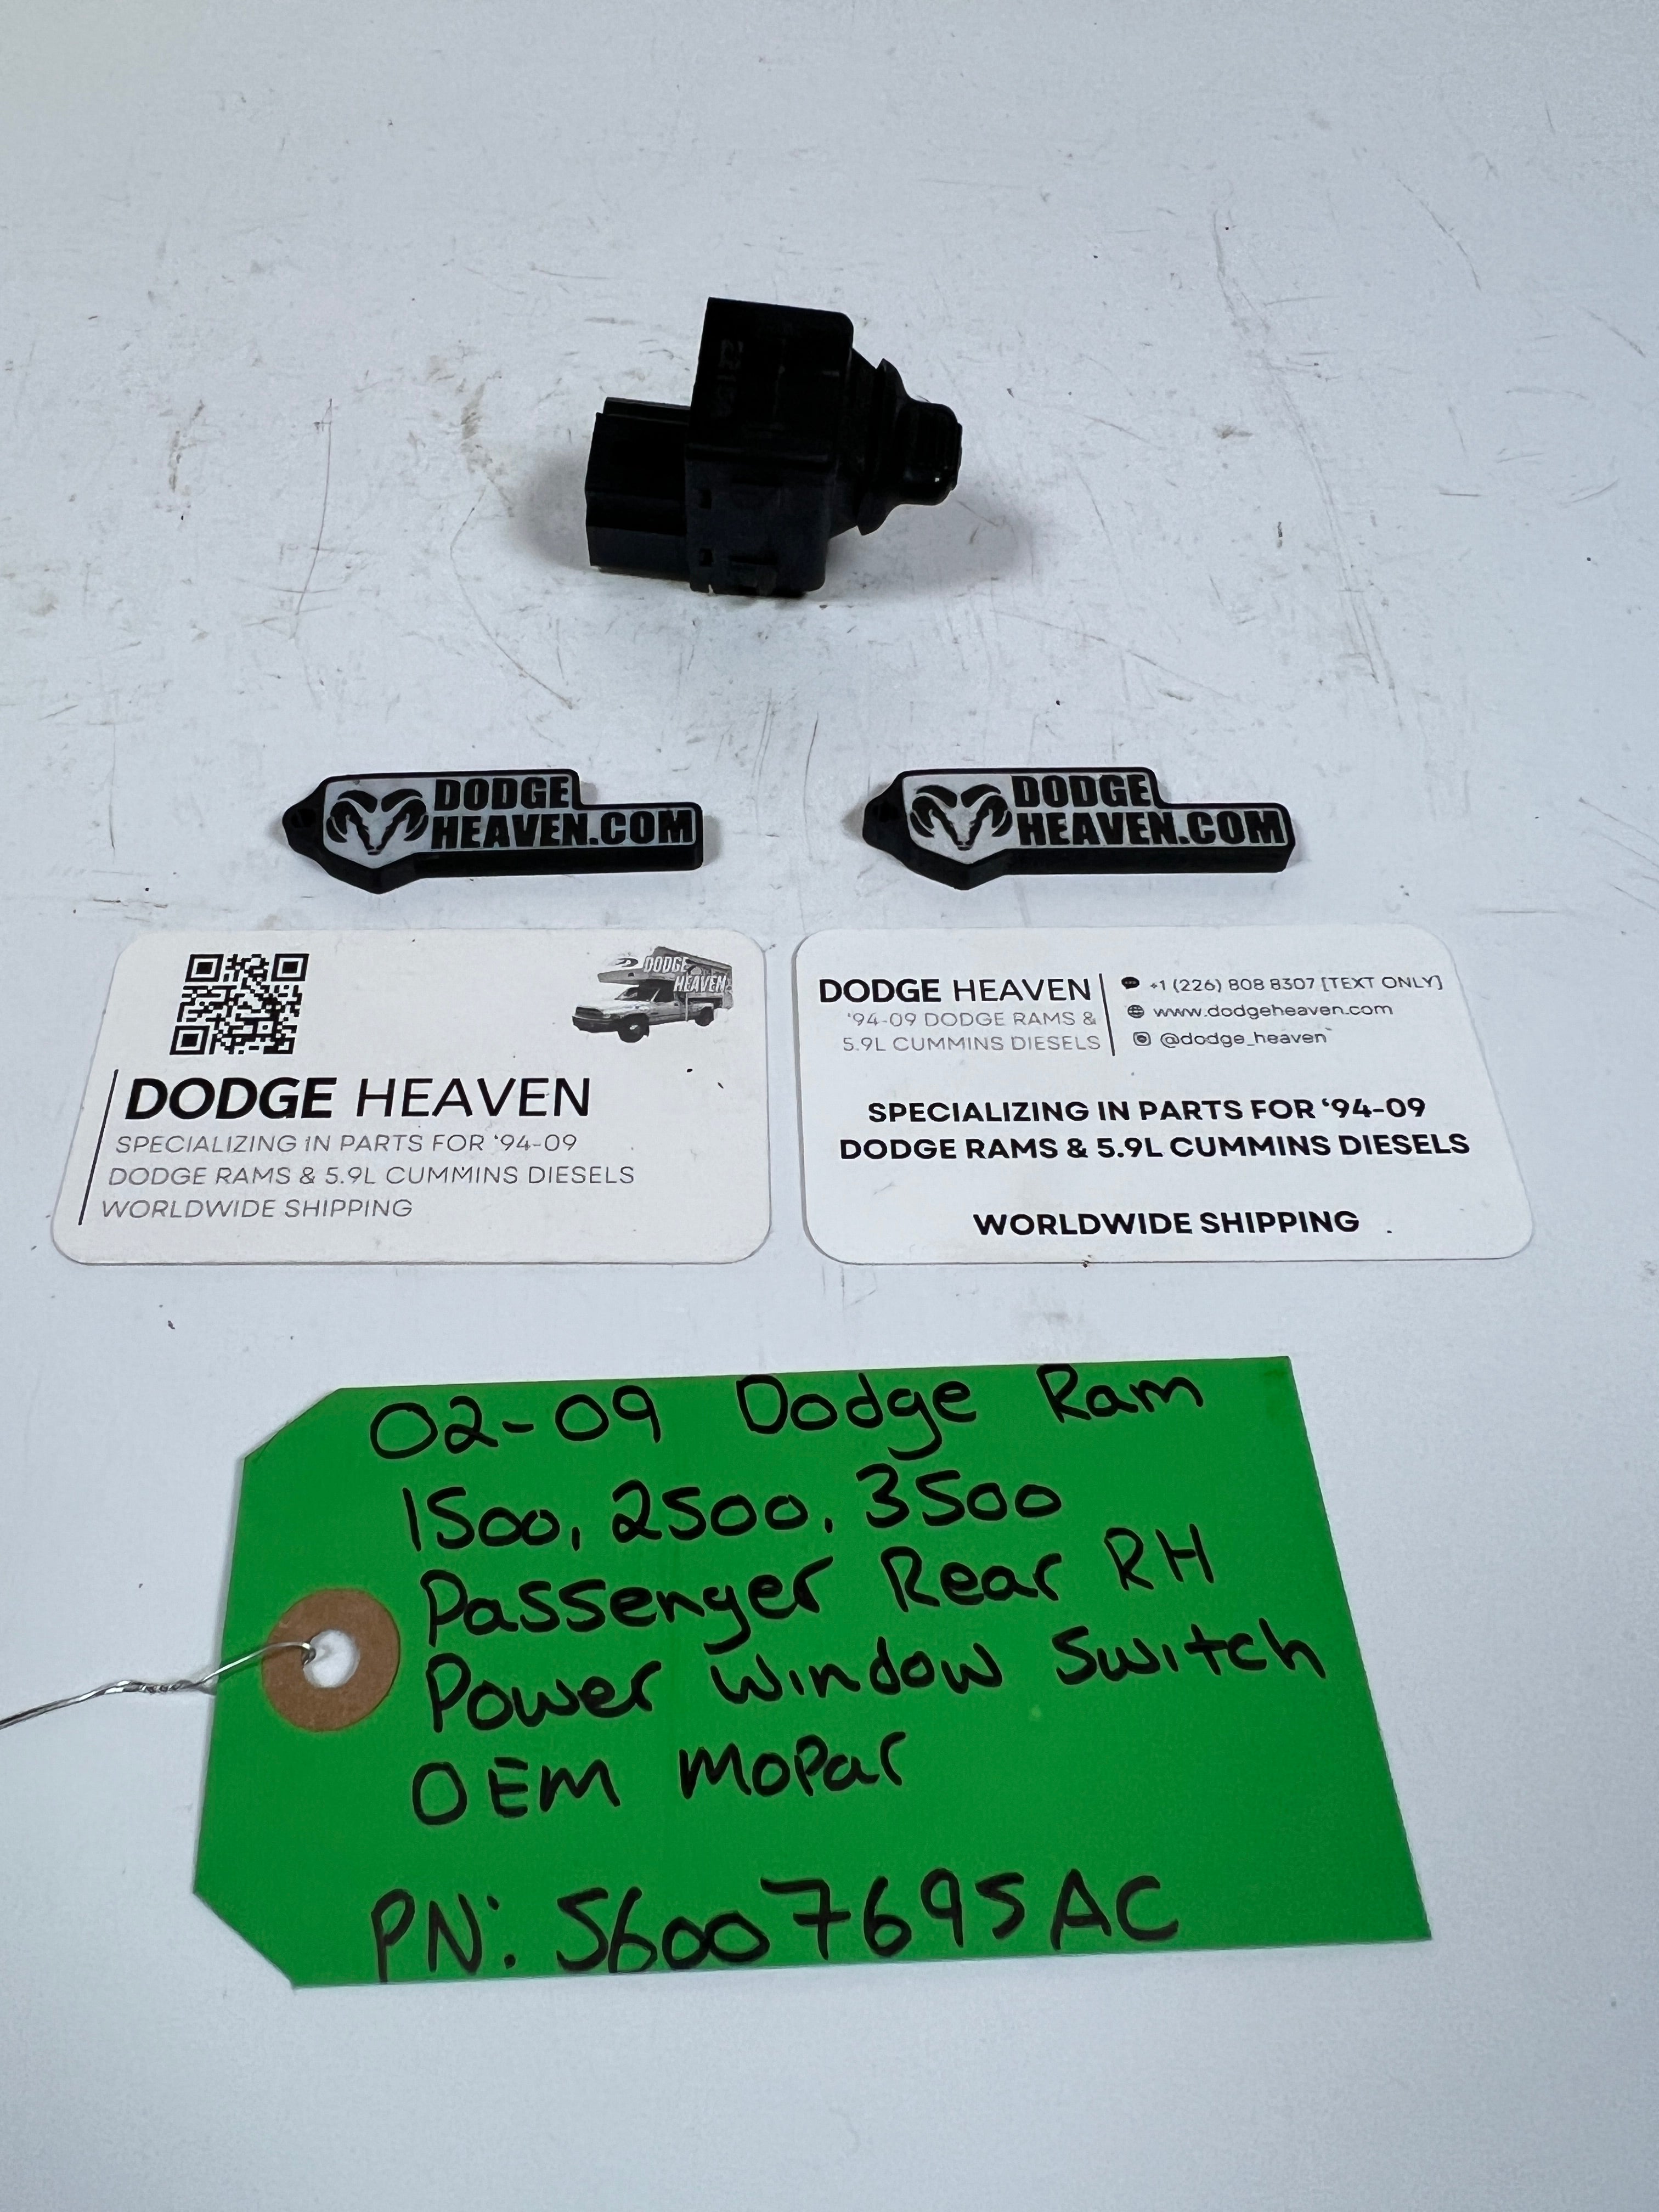 DODGE
HEAVEN.COM
DODGE
HEAVEN.COM
DODGE
HEAVEN
DODGE HEAVEN
SPECIALIZING IN PARTS FOR ‘94-09
DODGE RAMS & 5.9L CUMMINS DIESELS
WORLDWIDE SHIPPING
DODGE HEAVEN
‘94-09 DODGE RAMS &
5.9L CUMMINS DIESELS
+1 (226) 808 8307 [TEXT ONLY]
www.dodgeheaven.com
@dodge_heaven
SPECIALIZING IN PARTS FOR ‘94-09
DODGE RAMS & 5.9L CUMMINS DIESELS
WORLDWIDE SHIPPING
02-09 Dodge Ram
1500, 2500, 3500
Passenger Rear RH
Power Window Switch
OEM Mopar
PN: 56007695AC